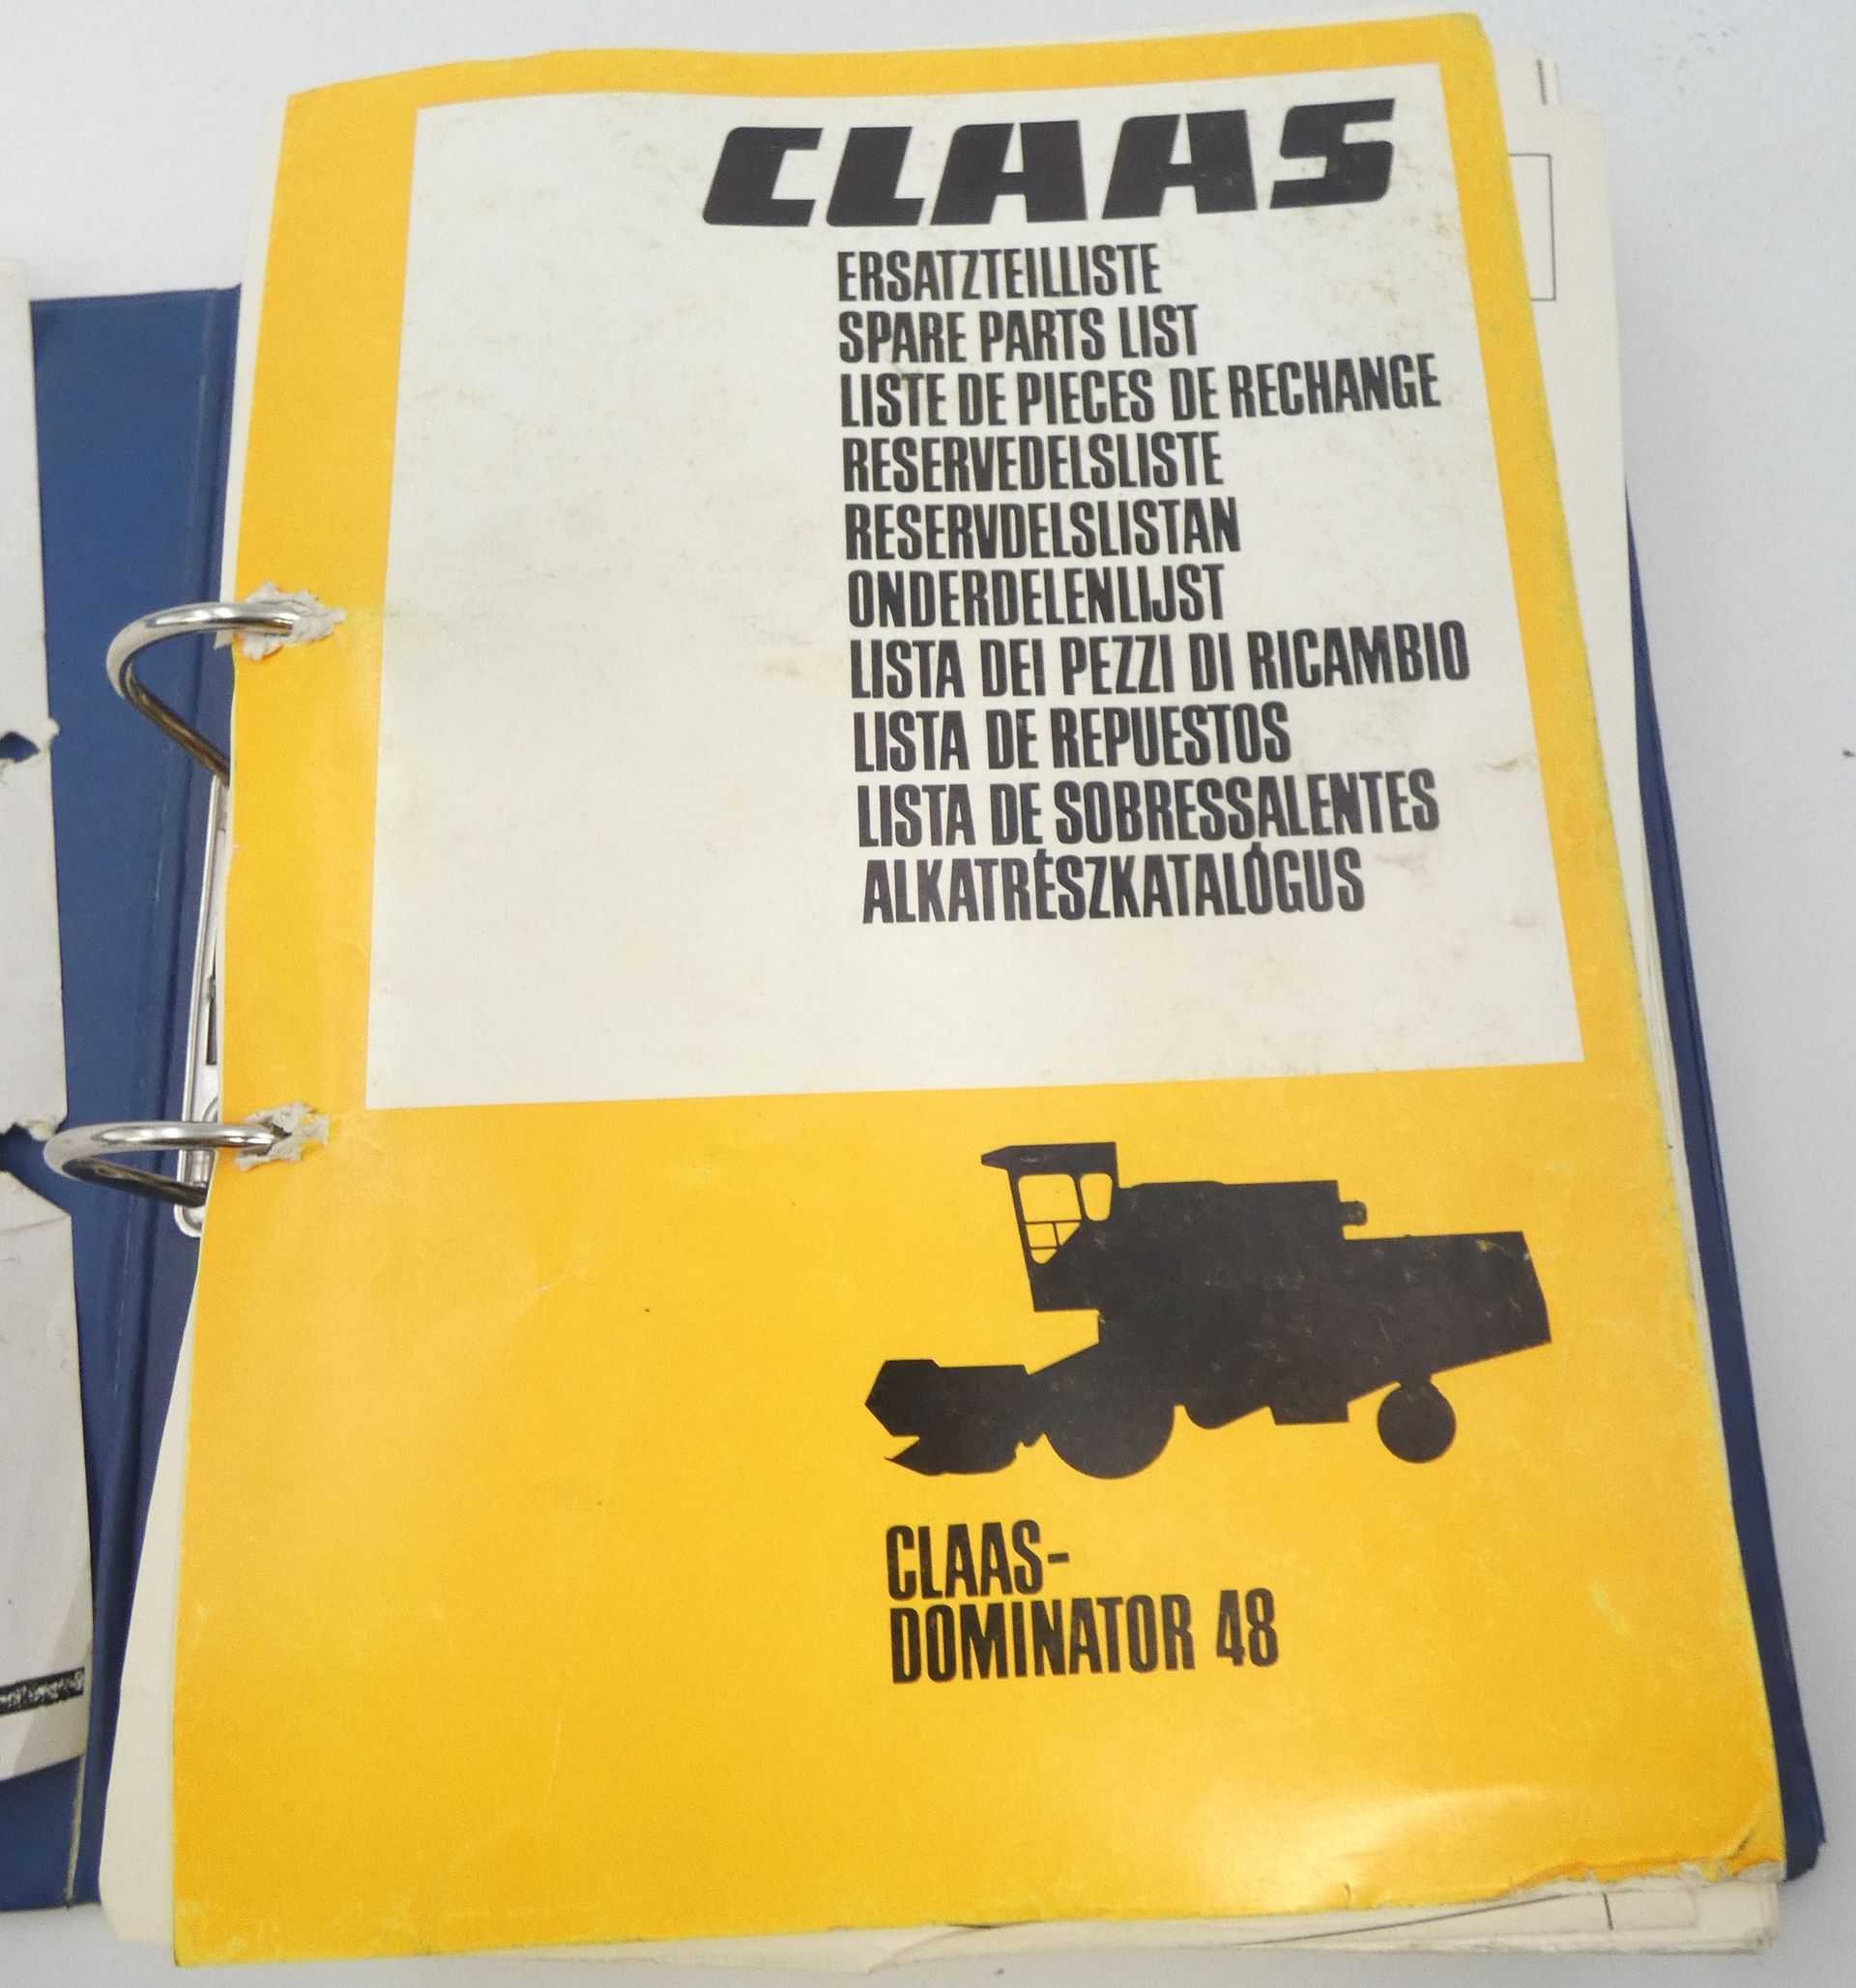 CLAAS
ERSATZTEILLISTE
SPARE PARTS LIST
LISTE DE PIECES DE RECHANGE
RESERVEDELSLISTE
RESERVDELSLISTAN
ONDERDELENLIJST
LISTA DEI PEZZI DI RICAMBIO
LISTA DE REPUESTOS
LISTA DE SOBRESSALENTES
ALKATRÉSZKATALÓGUS
CLAAS-
DOMINATOR 48